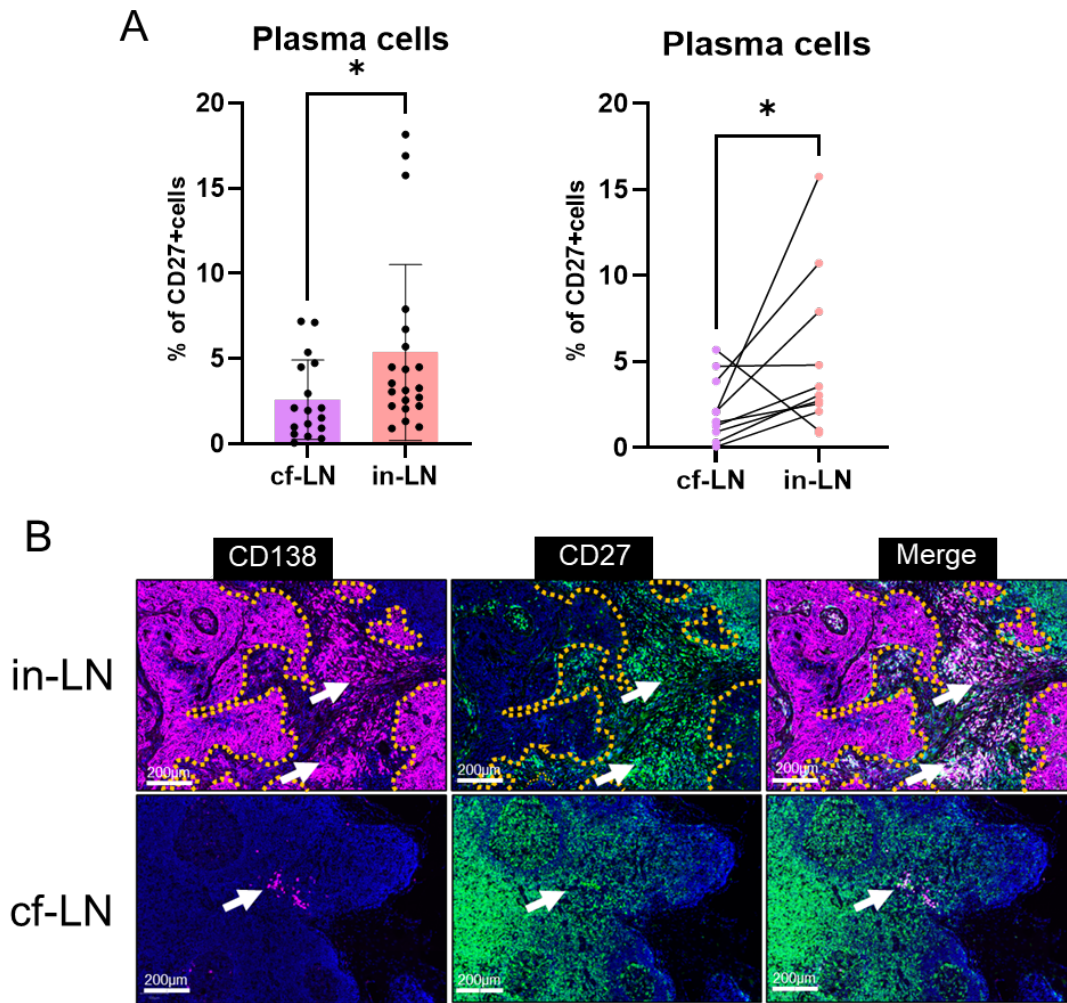 A
Plasma cells
*
% of CD27+cells
20
15
10
5
0
cf-LN in-LN
Plasma cells
*
% of CD27+cells
20
15
10
5
0
cf-LN in-LN
B
CD138 CD27 Merge
in-LN
200μm 200μm 200μm
cf-LN
200μm 200μm 200μm